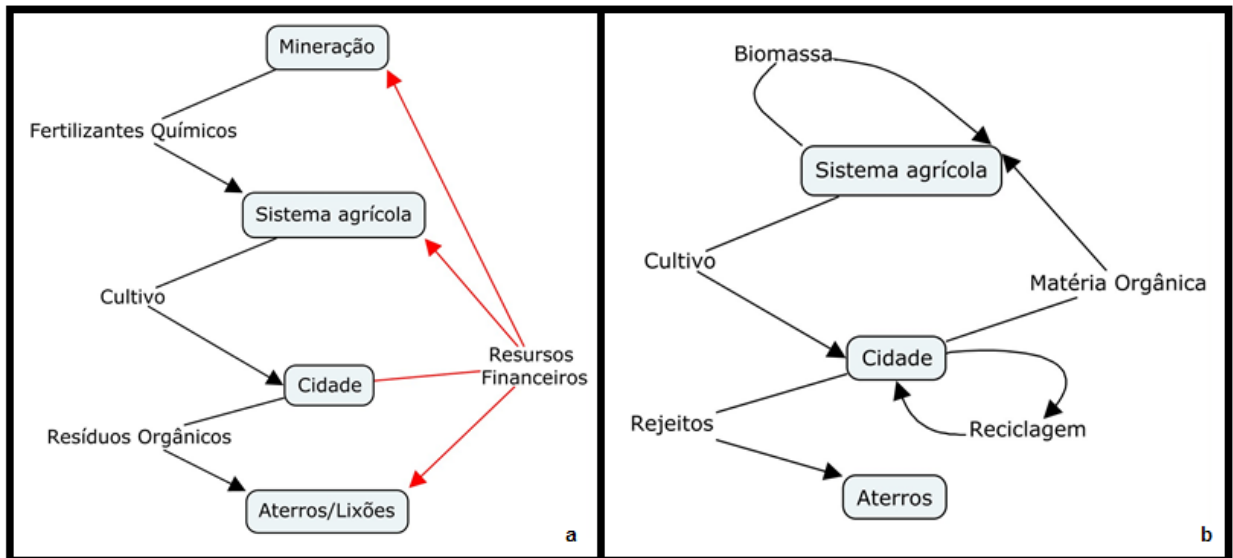 Mineração
Fertilizantes Químicos
Sistema agrícola
Cultivo
Resursos
Financeiros
Cidade
Resíduos Orgânicos
Aterros/Lixões
a
Biomassa
Sistema agrícola
Cultivo
Matéria Orgânica
Cidade
Rejeitos
Reciclagem
Aterros
b